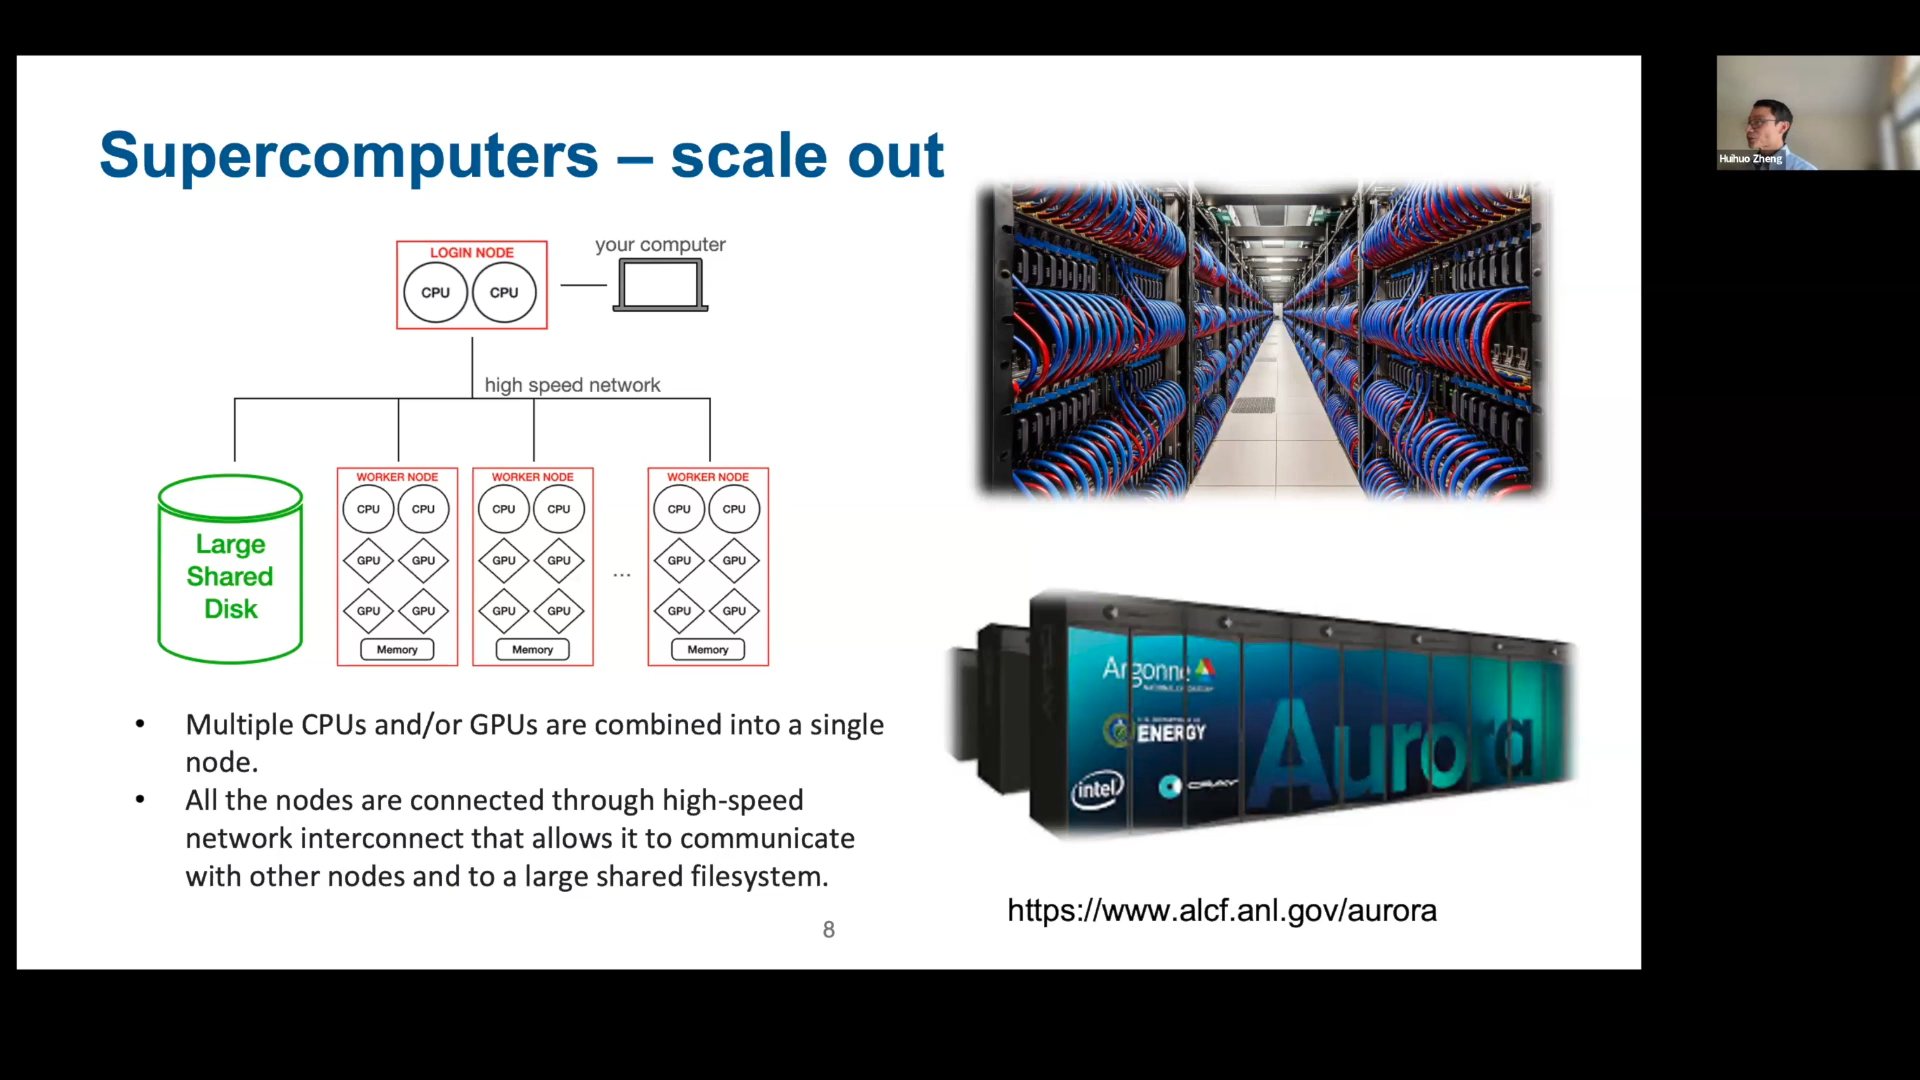 Supercomputers – scale out
LOGIN NODE
CPU CPU
your computer
high speed network
Large
Shared
Disk
WORKER NODE
CPU CPU
GPU GPU
GPU GPU
Memory
WORKER NODE
CPU CPU
GPU GPU
GPU GPU
Memory
...
WORKER NODE
CPU CPU
GPU GPU
GPU GPU
Memory
• Multiple CPUs and/or GPUs are combined into a single
node.
• All the nodes are connected through high-speed
network interconnect that allows it to communicate
with other nodes and to a large shared filesystem.
8
Argonne
NATIONAL LABORATORY
ENERGY
intel
CRAY
Aurora
https://www.alcf.anl.gov/aurora
Huihuo Zheng